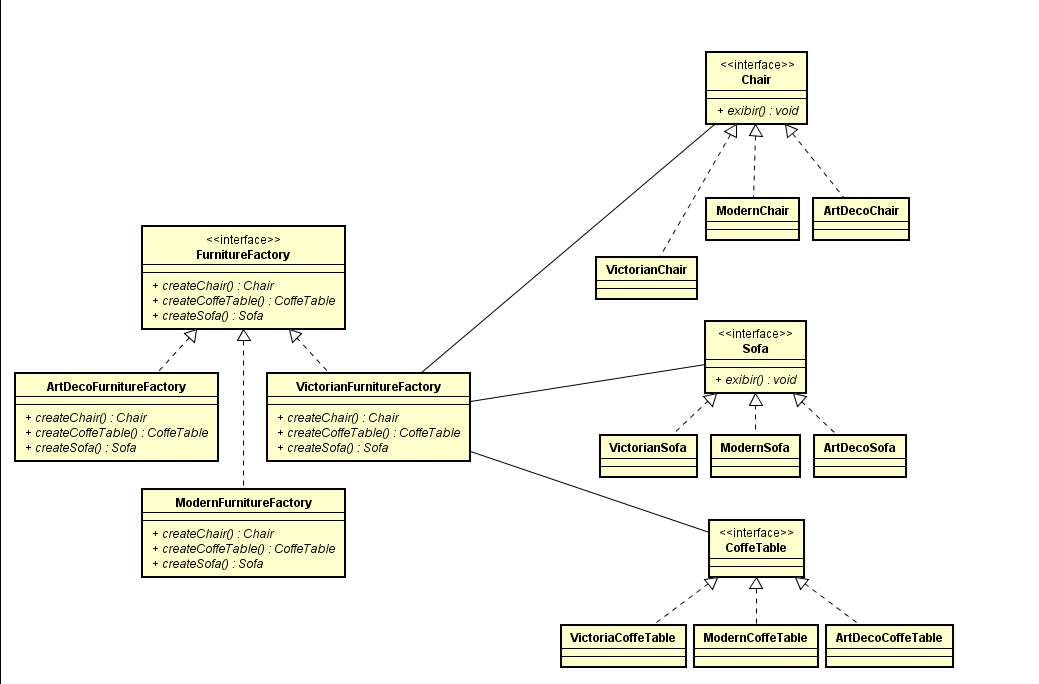 <<interface>>
Chair
+ exibir() : void
ModernChair
ArtDecoChair
VictorianChair
<<interface>>
FurnitureFactory
+ createChair() : Chair
+ createCoffeTable() : CoffeTable
+ createSofa() : Sofa
<<interface>>
Sofa
+ exibir() : void
ArtDecoFurnitureFactory
+ createChair() : Chair
+ createCoffeTable() : CoffeTable
+ createSofa() : Sofa
VictorianFurnitureFactory
+ createChair() : Chair
+ createCoffeTable() : CoffeTable
+ createSofa() : Sofa
VictorianSofa
ModernSofa
ArtDecoSofa
ModernFurnitureFactory
+ createChair() : Chair
+ createCoffeTable() : CoffeTable
+ createSofa() : Sofa
<<interface>>
CoffeTable
VictoriaCoffeTable
ModernCoffeTable
ArtDecoCoffeTable